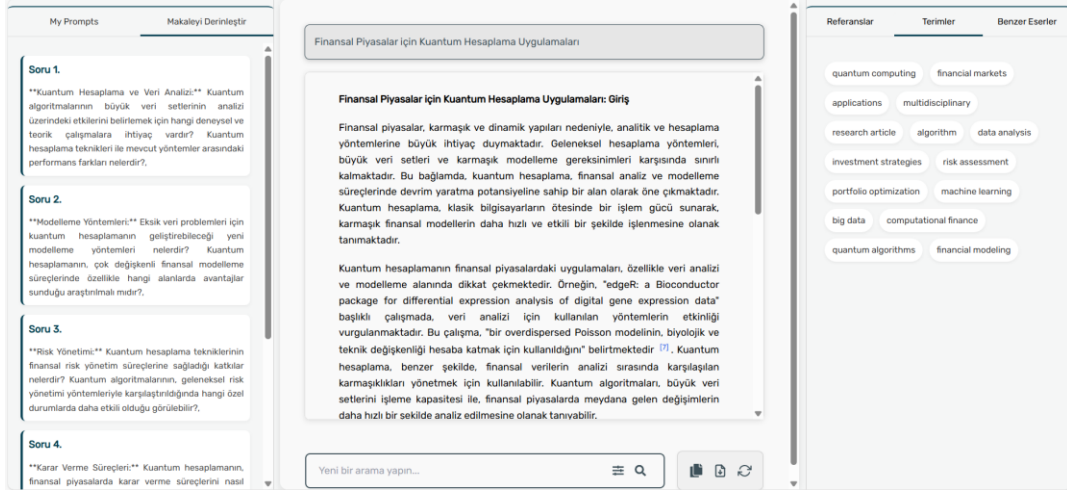 My Prompts
Makaleyi Derinleştir
Soru 1.
**Kuantum Hesaplama ve Veri Analizi:** Kuantum
algoritmalarının büyük veri setlerinin analizi
üzerindeki etkilerini belirlemek için hangi deneysel ve
teorik çalışmalara ihtiyaç vardır? Kuantum
hesaplama teknikleri ile mevcut yöntemler arasındaki
performans farkları nelerdir?,
Soru 2.
**Modelleme Yöntemleri:** Eksik veri problemleri için
kuantum hesaplamanın geliştirebileceği yeni
modelleme yöntemleri nelerdir? Kuantum
hesaplamanın, çok değişkenli finansal modelleme
süreçlerinde özellikle hangi alanlarda avantajlar
sunduğu araştırılmalı mıdır?,
Soru 3.
**Risk Yönetimi:** Kuantum hesaplama tekniklerinin
finansal risk yönetim süreçlerine sağladığı katkılar
nelerdir? Kuantum algoritmalarının, geleneksel risk
yönetimi yöntemleriyle karşılaştırıldığında hangi özel
durumlarda daha etkili olduğu görülebilir?,
Soru 4.
**Karar Verme Süreçleri:** Kuantum hesaplamanın,
finansal piyasalarda karar verme süreçlerini nasıl
Finansal Piyasalar için Kuantum Hesaplama Uygulamaları
Finansal Piyasalar için Kuantum Hesaplama Uygulamaları: Giriş
Finansal piyasalar, karmaşık ve dinamik yapıları nedeniyle, analitik ve hesaplama
yöntemlerine büyük ihtiyaç duymaktadır. Geleneksel hesaplama yöntemleri,
büyük veri setleri ve karmaşık modelleme gereksinimleri karşısında sınırlı
kalmaktadır. Bu bağlamda, kuantum hesaplama, finansal analiz ve modelleme
süreçlerinde devrim yaratma potansiyeline sahip bir alan olarak öne çıkmaktadır.
Kuantum hesaplama, klasik bilgisayarların ötesinde bir işlem gücü sunarak,
karmaşık finansal modellerin daha hızlı ve etkili bir şekilde işlenmesine olanak
tanımaktadır.
Kuantum hesaplamanın finansal piyasalardaki uygulamaları, özellikle veri analizi
ve modelleme alanında dikkat çekmektedir. Örneğin, "edgeR: a Bioconductor
package for differential expression analysis of digital gene expression data"
başlıklı çalışmada, veri analizi için kullanılan yöntemlerin etkinliği
vurgulanmaktadır. Bu çalışma, "bir overdispersed Poisson modelinin, biyolojik ve
teknik değişkenliği hesaba katmak için kullanıldığını" belirtmektedir [7]. Kuantum
hesaplama, benzer şekilde, finansal verilerin analizi sırasında karşılaşılan
karmaşıklıkları yönetmek için kullanılabilir. Kuantum algoritmaları, büyük veri
setlerini işleme kapasitesi ile, finansal piyasalarda meydana gelen değişimlerin
daha hızlı bir şekilde analiz edilmesine olanak tanıyabilir.
Yeni bir arama yapın...
Referanslar
Terimler
Benzer Eserler
quantum computing
financial markets
applications
multidisciplinary
research article
algorithm
data analysis
investment strategies
risk assessment
portfolio optimization
machine learning
big data
computational finance
quantum algorithms
financial modeling